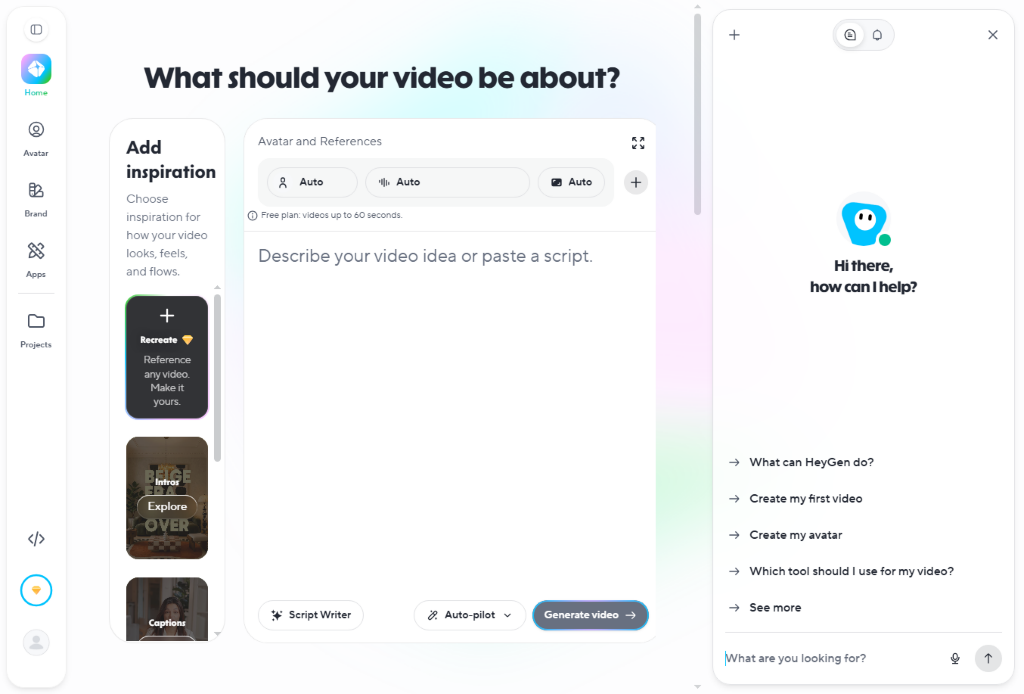 Home
Avatar
Brand
Apps
Projects
What should your video be about?
Add
inspiration
Choose
inspiration for
how your video
looks, feels,
and flows.
Recreate
Reference
any video.
Make it
yours.
BEIGE
Intros
Explore
OVER
Captions
Avatar and References
Auto
Auto
Auto
Free plan: videos up to 60 seconds.
Describe your video idea or paste a script.
Script Writer
Auto-pilot
Generate video
Hi there,
how can I help?
What can HeyGen do?
Create my first video
Create my avatar
Which tool should I use for my video?
See more
What are you looking for?